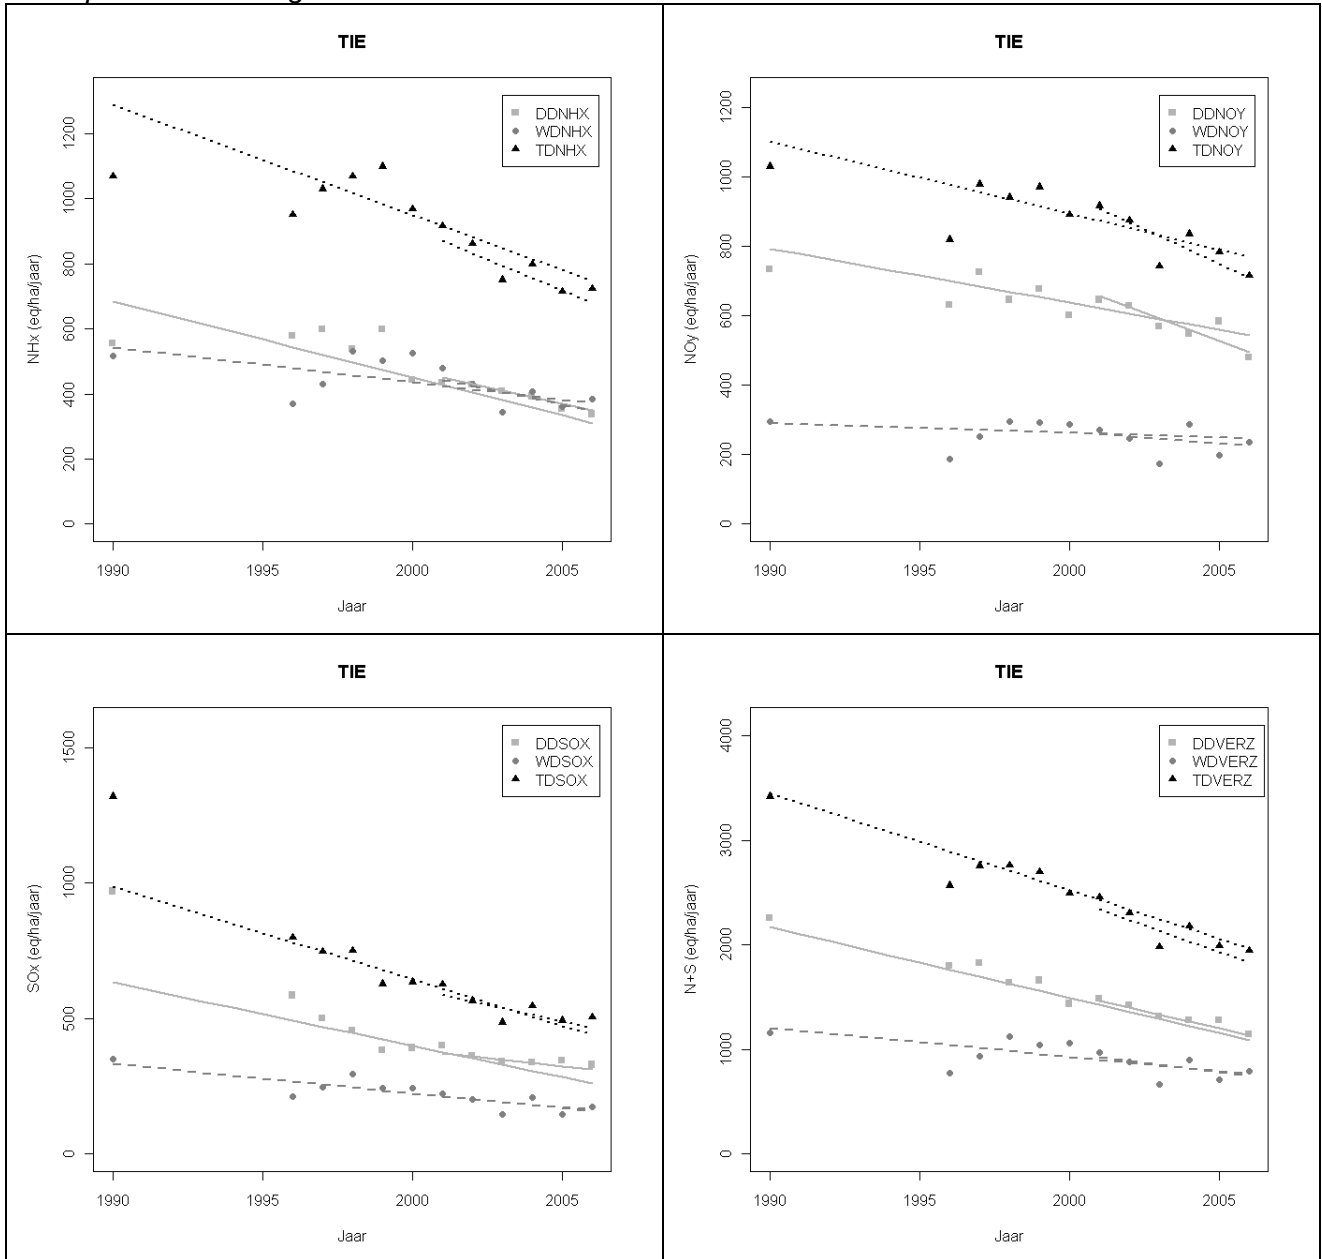 TIE
DDNHX
WDNHX
TDNHX
NHx (eq/ha/jaar)
1200
1000
800
600
400
200
0
1990 1995 2000 2005
Jaar
TIE
DDNOY
WDNOY
TDNOY
NOy (eq/ha/jaar)
1200
1000
800
600
400
200
0
1990 1995 2000 2005
Jaar
TIE
DDSOX
WDSOX
TDSOX
SOx (eq/ha/jaar)
1500
1000
500
0
1990 1995 2000 2005
Jaar
TIE
DDVERZ
WDVERZ
TDVERZ
N+S (eq/ha/jaar)
4000
3000
2000
1000
0
1990 1995 2000 2005
Jaar